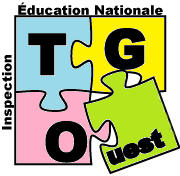 Éducation Nationale
Inspection
T G
O uest